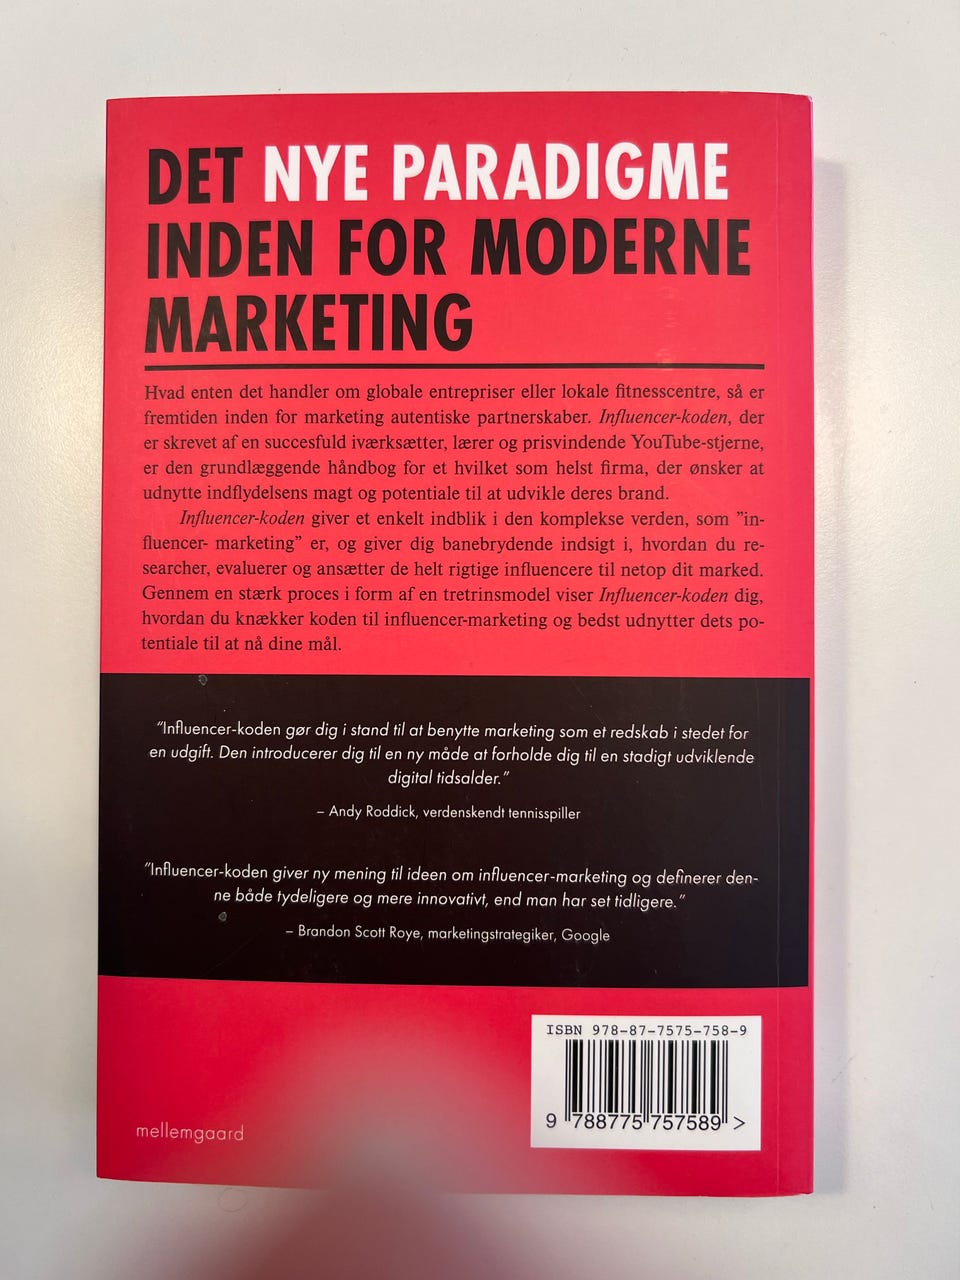 DET NYE PARADIGME
INDEN FOR MODERNE
MARKETING
Hvad enten det handler om globale entrepriser eller lokale fitnesscentre, så er
fremtiden inden for marketing autentiske partnerskaber. Influencer-koden, der
er skrevet af en succesfuld iværksætter, lærer og prisvindende YouTube-stjerne,
er den grundlæggende håndbog for et hvilket som helst firma, der ønsker at
udnytte indflydelsens magt og potentiale til at udvikle deres brand.
Influencer-koden giver et enkelt indblik i den komplekse verden, som ”in-
fluencer- marketing” er, og giver dig banebrydende indsigt i, hvordan du re-
searcher, evaluerer og ansætter de helt rigtige influencere til netop dit marked.
Gennem en stærk proces i form af en tretrinsmodel viser Influencer-koden dig,
hvordan du knækker koden til influencer-marketing og bedst udnytter dets po-
tentiale til at nå dine mål.
“Influencer-koden gør dig i stand til at benytte marketing som et redskab i stedet for
en udgift. Den introducerer dig til en ny måde at forholde dig til en stadigt udviklende
digital tidsalder.”
– Andy Roddick, verdenskendt tennisspiller
“Influencer-koden giver ny mening til ideen om influencer-marketing og definerer den-
ne både tydeligere og mere innovativt, end man har set tidligere.”
– Brandon Scott Roye, marketingstrategiker, Google
ISBN 978-87-7575-758-9
9 788775 757589 >
mellemgaard